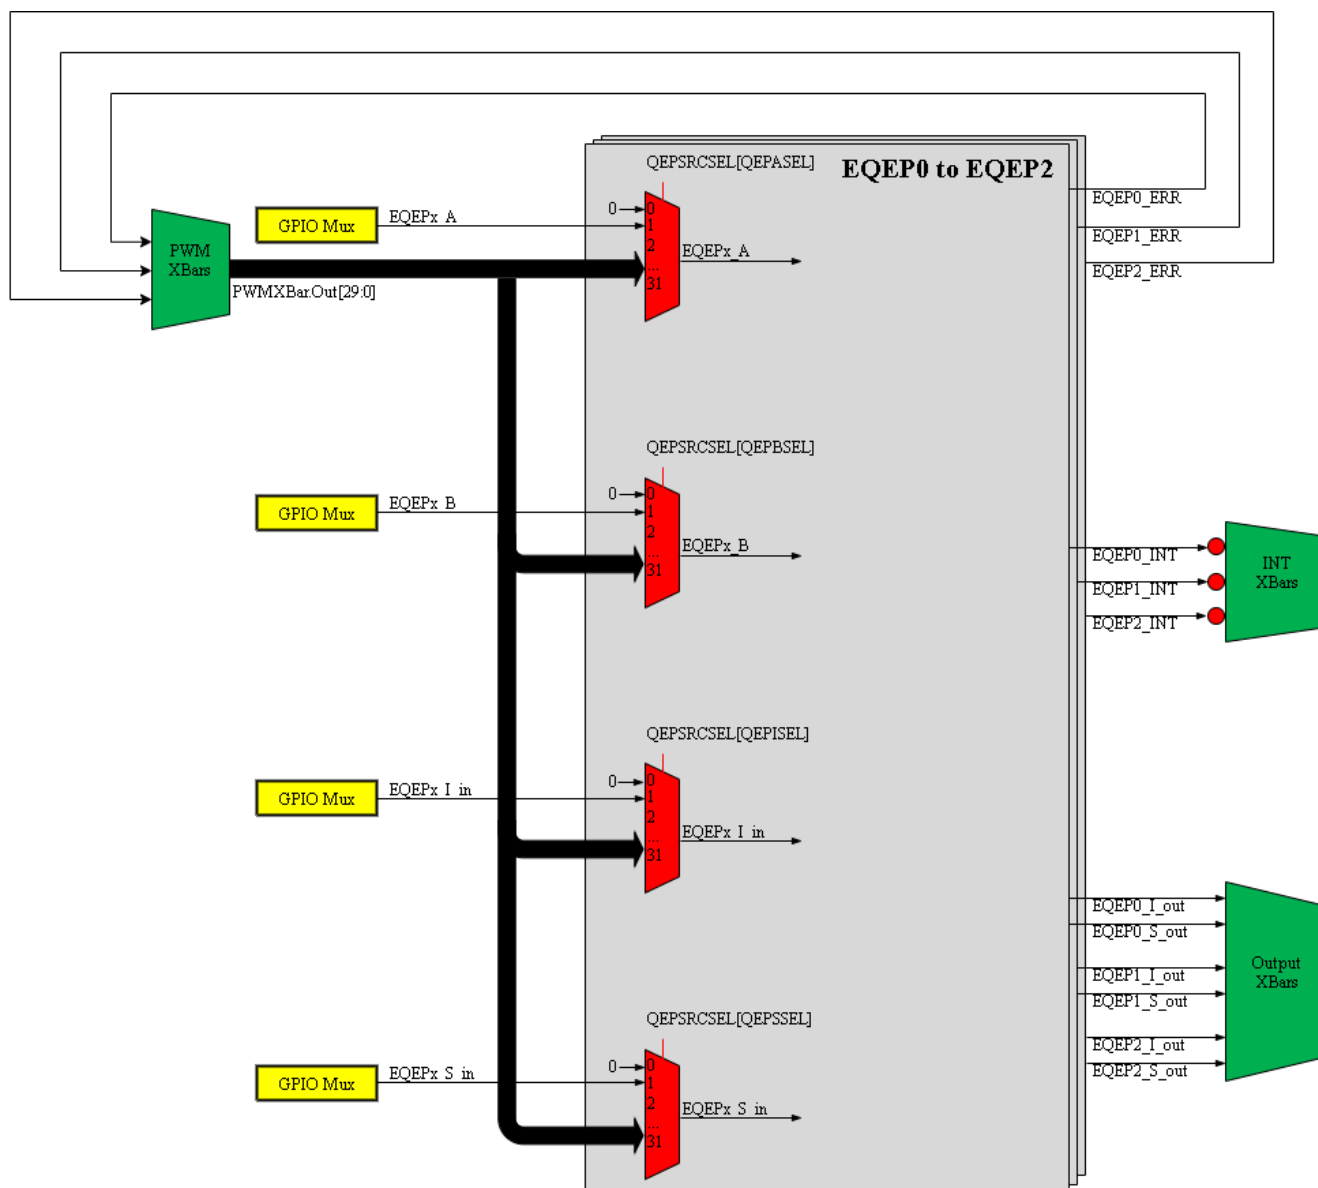 QEPSRCSEL[QEPASEL]
EQEP0 to EQEP2
EQEP0_ERR
EQEP1_ERR
EQEP2_ERR
GPIO Mux
EQEPx_A
PWM
XBars
PWMXBar.Out[29:0]
0
0
1
2
...
31
EQEPx_A
QEPSRCSEL[QEPBSEL]
GPIO Mux
EQEPx_B
0
0
1
2
...
31
EQEPx_B
EQEP0_INT
EQEP1_INT
EQEP2_INT
INT
XBars
QEPSRCSEL[QEPISEL]
GPIO Mux
EQEPx_I_in
0
0
1
2
...
31
EQEPx_I_in
EQEP0_I_out
EQEP0_S_out
EQEP1_I_out
EQEP1_S_out
EQEP2_I_out
EQEP2_S_out
Output
XBars
QEPSRCSEL[QEPSSEL]
GPIO Mux
EQEPx_S_in
0
0
1
2
...
31
EQEPx_S_in